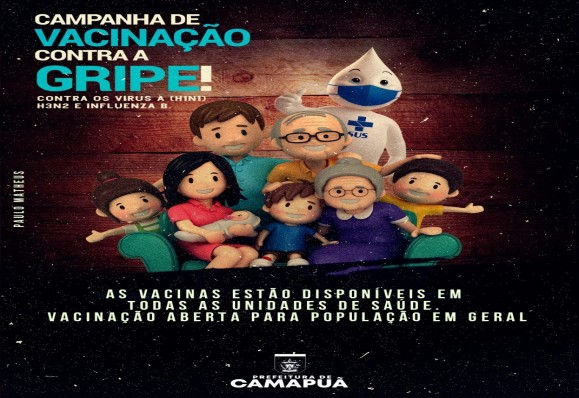 CAMPANHA DE
VACINAÇÃO
CONTRA A
GRIPE!
CONTRA OS VIRUS A (H1N1)
H3N2 E INFLUENZA B.
SUS
PAULO MATHEUS
AS VACINAS ESTÃO DISPONÍVEIS EM
TODAS AS UNIDADES DE SAÚDE.
VACINAÇÃO ABERTA PARA POPULAÇÃO EM GERAL
PREFEITURA DE
CAMAPUÃ